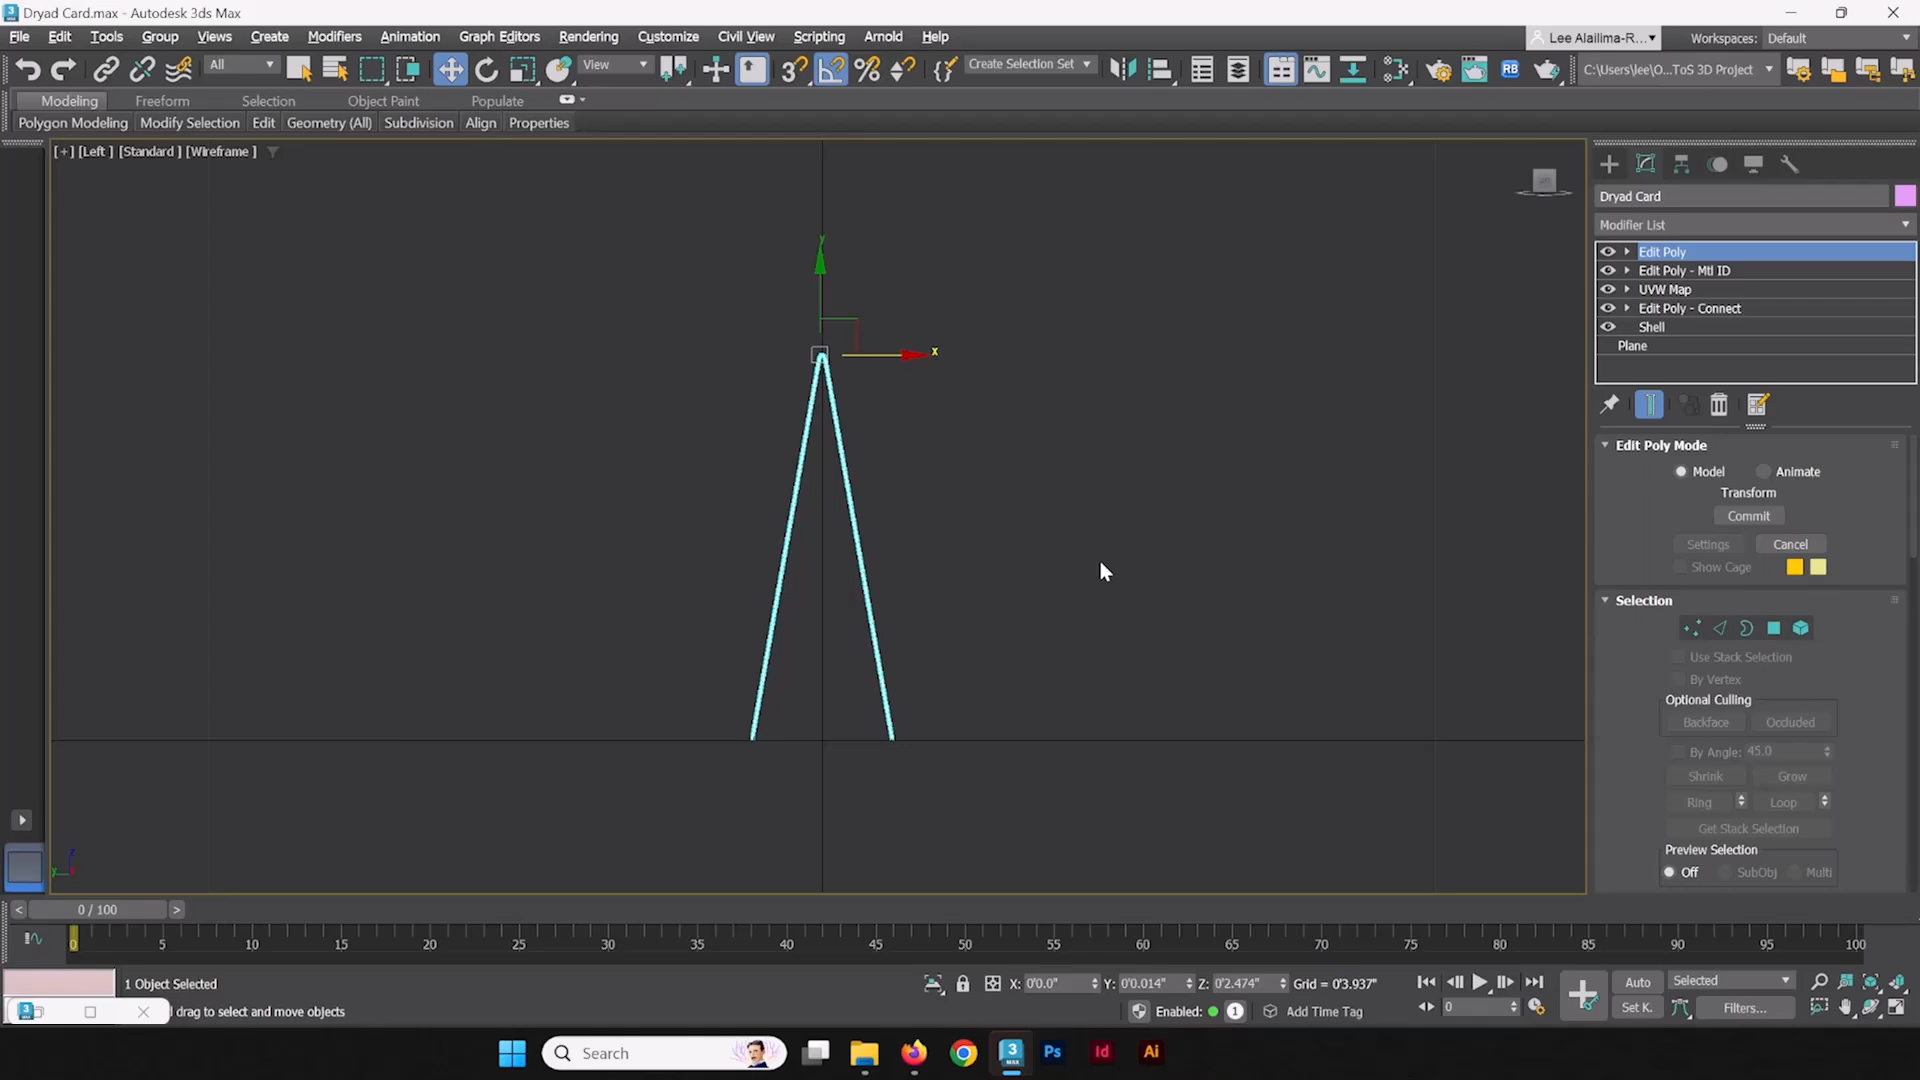 Dryad Card.max - Autodesk 3ds Max
File Edit Tools Group Views Create Modifiers Animation Graph Editors Rendering Customize Civil View Scripting Arnold Help
Lee Alailima-R... Workspaces: Default
All View Create Selection Set RB C:\Users\lee\O...ToS 3D Project
Modeling Freeform Selection Object Paint Populate
Polygon Modeling Modify Selection Edit Geometry (All) Subdivision Align Properties
[+] [Left ] [Standard ] [Wireframe ]
y
x
Dryad Card
Modifier List
Edit Poly
Edit Poly - Mtl ID
UVW Map
Edit Poly - Connect
Shell
Plane
Edit Poly Mode
Model Animate
Transform
Commit
Settings Cancel
Show Cage
Selection
Use Stack Selection
By Vertex
Optional Culling
Backface Occluded
By Angle: 45.0
Shrink Grow
Ring Loop
Get Stack Selection
Preview Selection
Off SubObj Multi
z
y
< 0 / 100 >
0 5 10 15 20 25 30 35 40 45 50 55 60 65 70 75 80 85 90 95 100
1 Object Selected X: 0'0.0" Y: 0'0.014" Z: 0'2.474" Grid = 0'3.937" Auto Selected
drag to select and move objects Enabled: 1 Add Time Tag 0 Set K. Filters...
Search 3 MAX Ps Id Ai